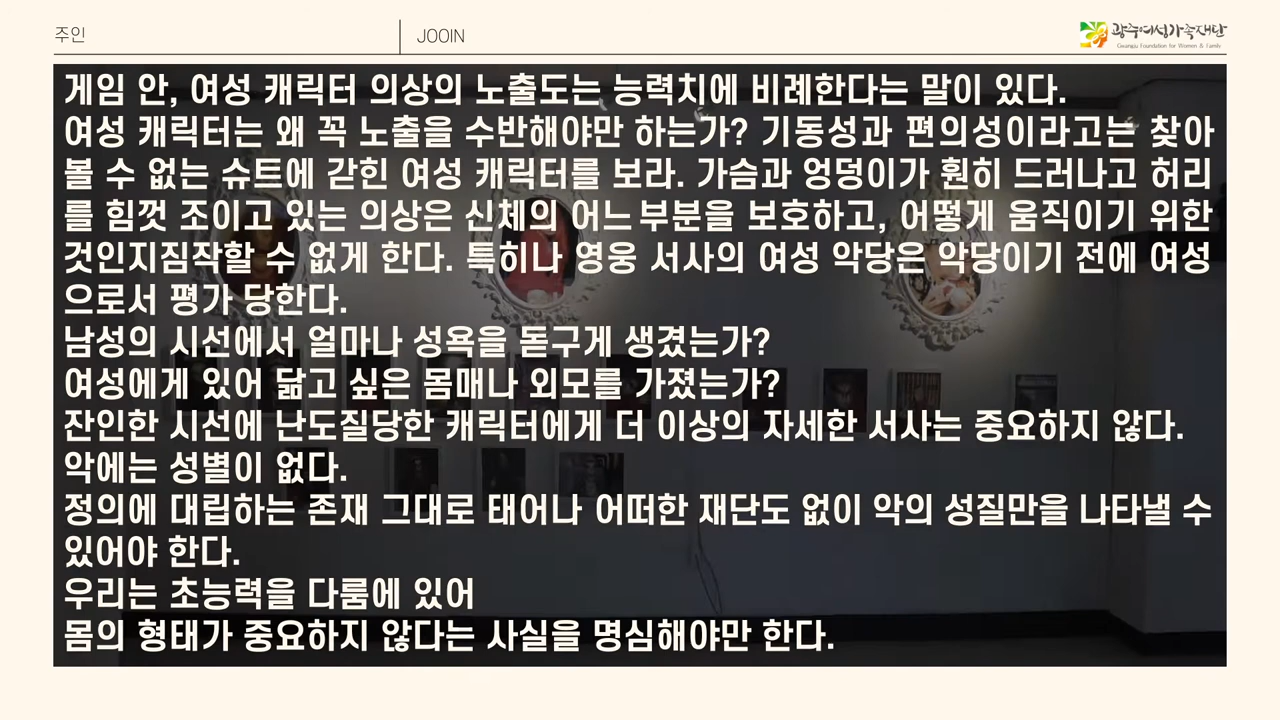 주인
JOOIN
광주여성가족재단
Gwangju Foundation for Women & Family
게임 안, 여성 캐릭터 의상의 노출도는 능력치에 비례한다는 말이 있다.
여성 캐릭터는 왜 꼭 노출을 수반해야만 하는가? 기동성과 편의성이라고는 찾아
볼 수 없는 슈트에 갇힌 여성 캐릭터를 보라. 가슴과 엉덩이가 훤히 드러나고 허리
를 힘껏 조이고 있는 의상은 신체의 어느 부분을 보호하고, 어떻게 움직이기 위한
것인지짐작할 수 없게 한다. 특히나 영웅 서사의 여성 악당은 악당이기 전에 여성
으로서 평가 당한다.
남성의 시선에서 얼마나 성욕을 돋구게 생겼는가?
여성에게 있어 닮고 싶은 몸매나 외모를 가졌는가?
잔인한 시선에 난도질당한 캐릭터에게 더 이상의 자세한 서사는 중요하지 않다.
악에는 성별이 없다.
정의에 대립하는 존재 그대로 태어나 어떠한 재단도 없이 악의 성질만을 나타낼 수
있어야 한다.
우리는 초능력을 다룸에 있어
몸의 형태가 중요하지 않다는 사실을 명심해야만 한다.